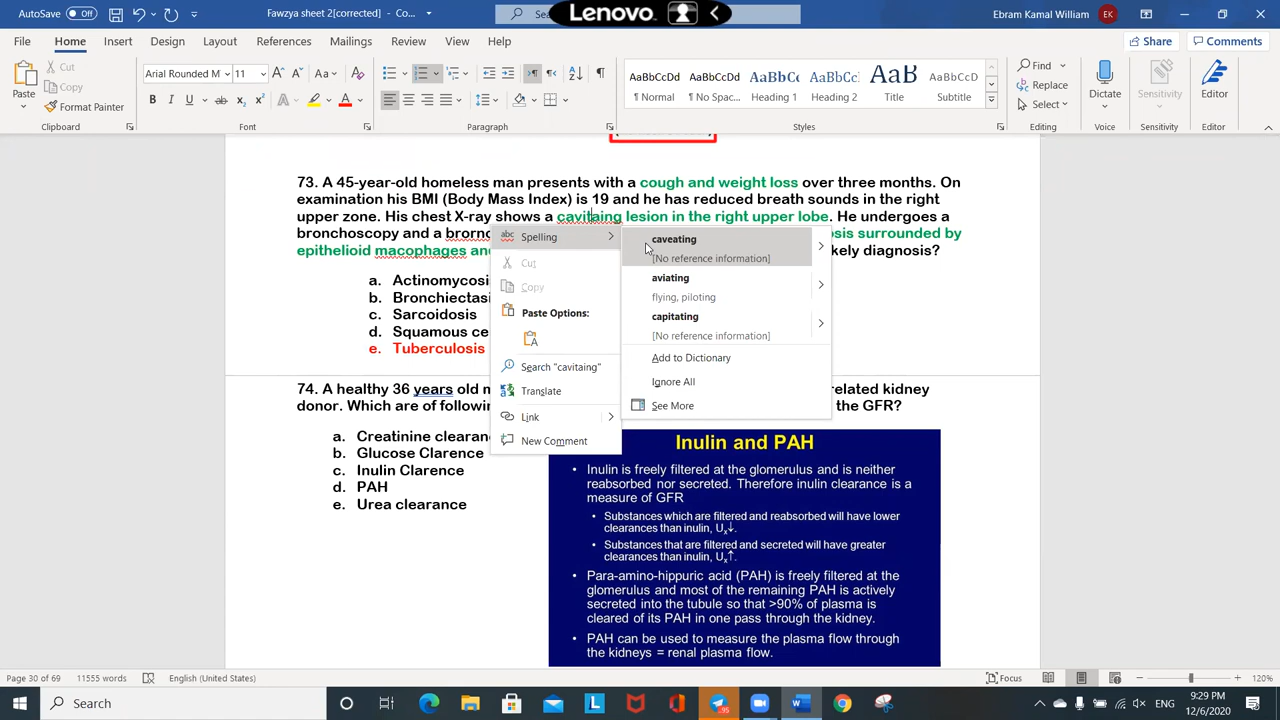 AutoSave Off
Fawzya sheet 2[corrected]
Search
Lenovo
Ebram Kamal William
EK
File Home Insert Design Layout References Mailings Review View Help
Share
Comments
Paste
Cut
Copy
Format Painter
Arial Rounded M 11
AaBbCcDd
¶ Normal
AaBbCcDd
¶ No Spac...
AaBbCc
Heading 1
AaBbCcI
Heading 2
AaB
Title
AaBbCcD
Subtitle
Find
Replace
Select
Dictate
Sensitivity
Editor
Clipboard Font Paragraph Styles Editing Voice Sensitivity Editor
73. A 45-year-old homeless man presents with a cough and weight loss over three months. On
examination his BMI (Body Mass Index) is 19 and he has reduced breath sounds in the right
upper zone. His chest X-ray shows a cavitaing lesion in the right upper lobe. He undergoes a
bronchoscopy and a
osis surrounded by
epithelioid macophages and
kely diagnosis?
a. Actinomycosi
b. Bronchiectasi
c. Sarcoidosis
d. Squamous ce
e. Tuberculosis
Spelling
Cut
Copy
Paste Options:
Search "cavitaing"
Translate
Link
New Comment
caveating
[No reference information]
aviating
flying, piloting
capitating
[No reference information]
Add to Dictionary
Ignore All
See More
74. A healthy 36 years old m
related kidney
donor. Which are of following
the GFR?
a. Creatinine clearan
b. Glucose Clarence
c. Inulin Clarence
d. PAH
e. Urea clearance
Inulin and PAH
• Inulin is freely filtered at the glomerulus and is neither
reabsorbed nor secreted. Therefore inulin clearance is a
measure of GFR
• Substances which are filtered and reabsorbed will have lower
clearances than inulin, Ux↓.
• Substances that are filtered and secreted will have greater
clearances than inulin, Ux↑.
• Para-amino-hippuric acid (PAH) is freely filtered at the
glomerulus and most of the remaining PAH is actively
secreted into the tubule so that >90% of plasma is
cleared of its PAH in one pass through the kidney.
• PAH can be used to measure the plasma flow through
the kidneys = renal plasma flow.
Page 30 of 69 11555 words English (United States)
Focus
120%
Search
95
ENG
9:29 PM
12/6/2020